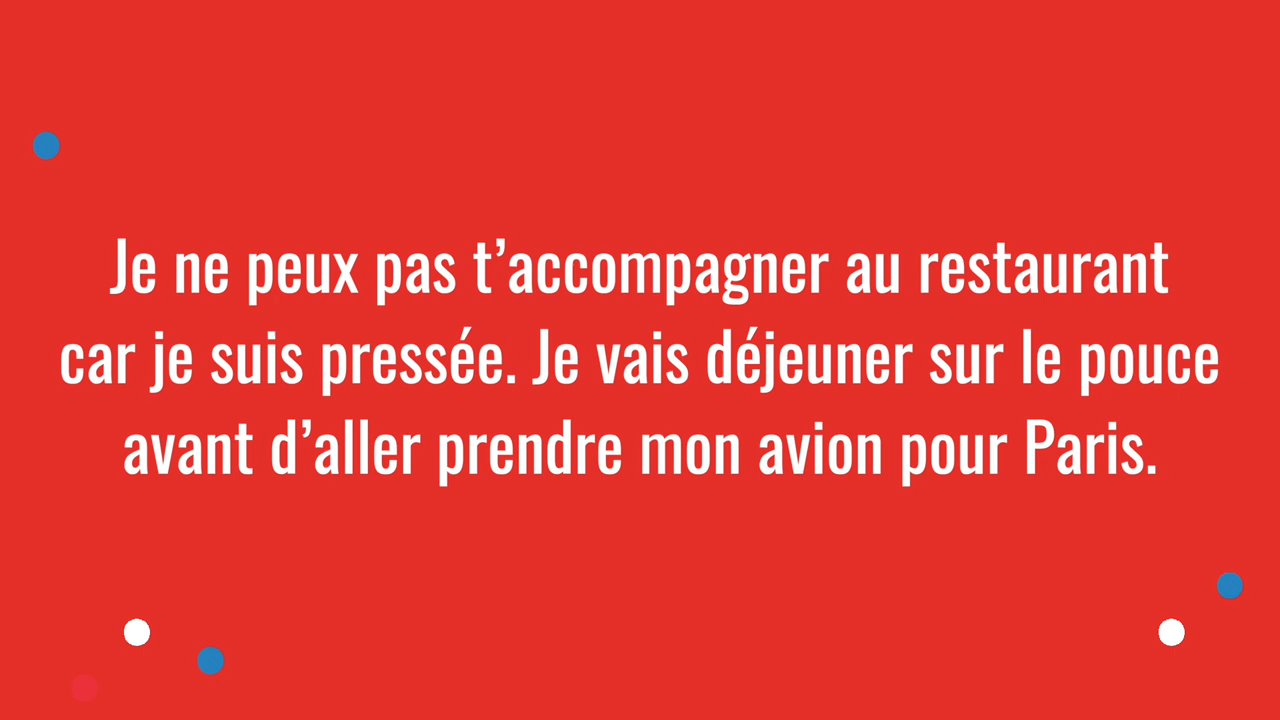 Je ne peux pas t’accompagner au restaurant
car je suis pressée. Je vais déjeuner sur le pouce
avant d’aller prendre mon avion pour Paris.